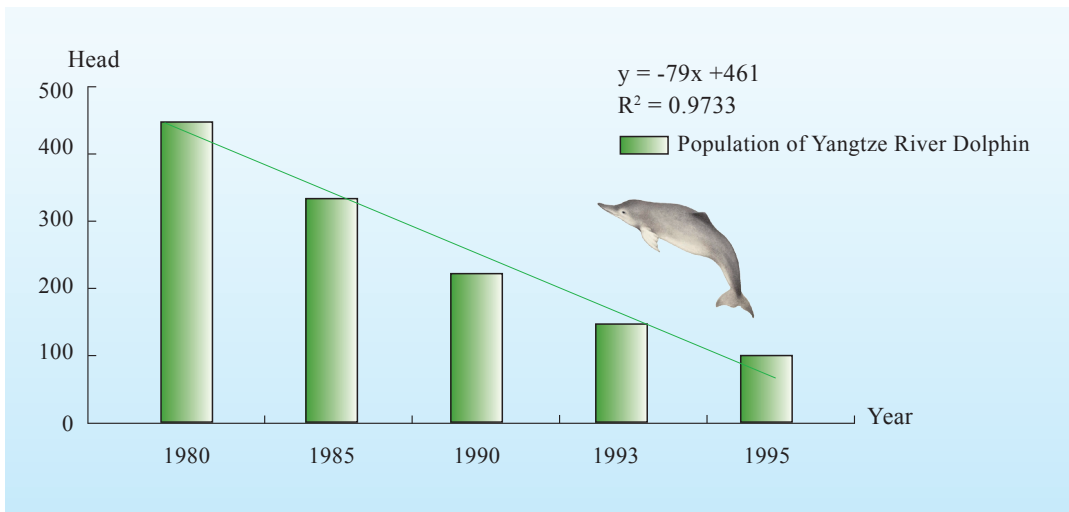 Head
y = -79x +461
R² = 0.9733
Population of Yangtze River Dolphin
500
400
300
200
100
0
Year
1980 1985 1990 1993 1995